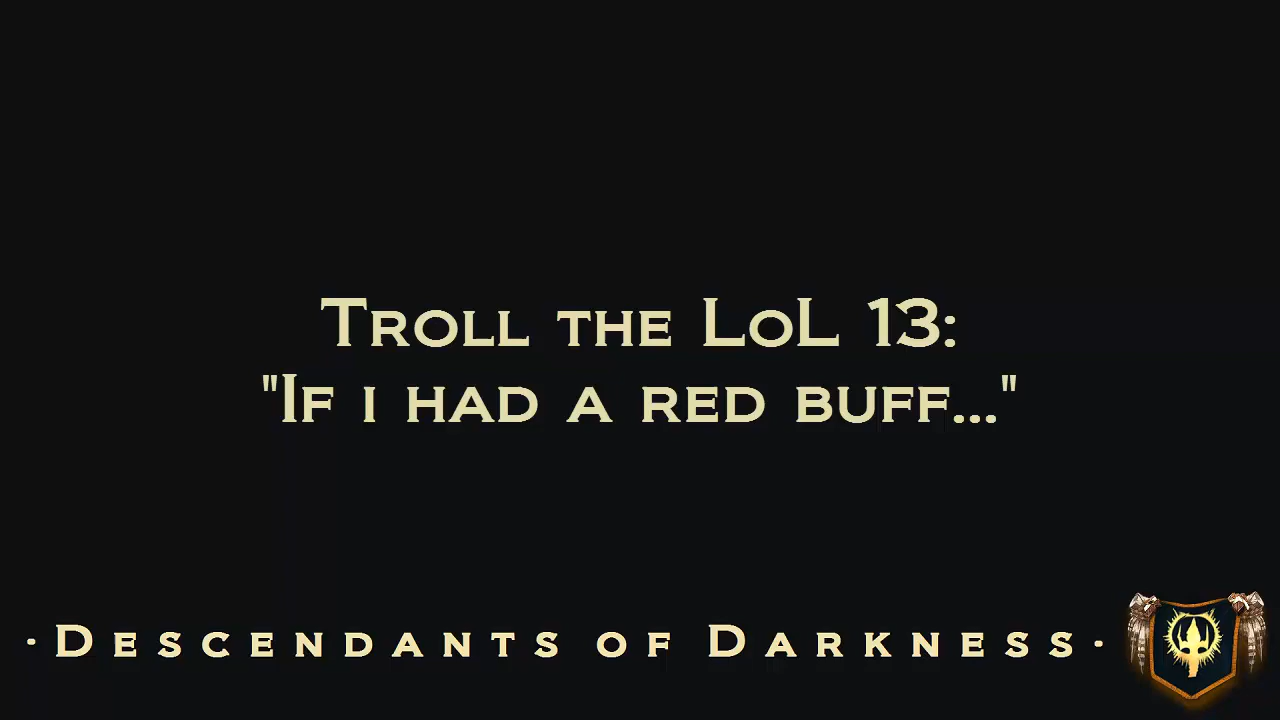 Troll the LoL 13:
"If i had a red buff..."
· Descendants of Darkness ·